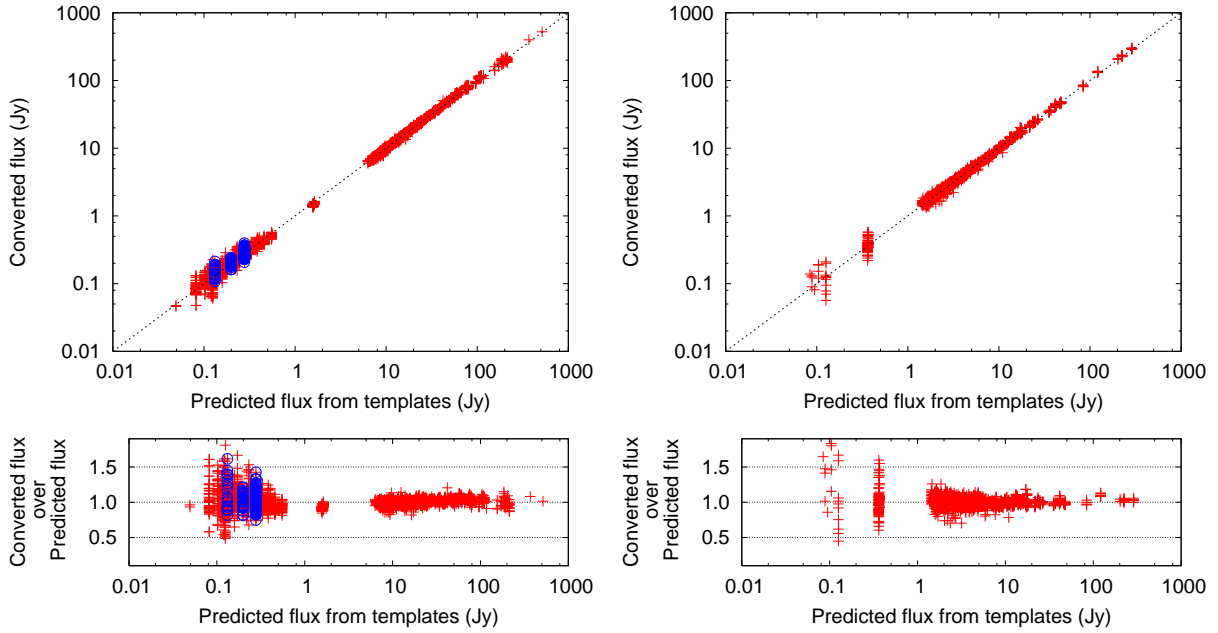 1000
100
10
1
0.1
0.01
Converted flux (Jy)
0.01 0.1 1 10 100 1000
Predicted flux from templates (Jy)
1000
100
10
1
0.1
0.01
Converted flux (Jy)
0.01 0.1 1 10 100 1000
Predicted flux from templates (Jy)
Converted flux
over
Predicted flux
1.5
1.0
0.5
0.01 0.1 1 10 100 1000
Predicted flux from templates (Jy)
Converted flux
over
Predicted flux
1.5
1.0
0.5
0.01 0.1 1 10 100 1000
Predicted flux from templates (Jy)